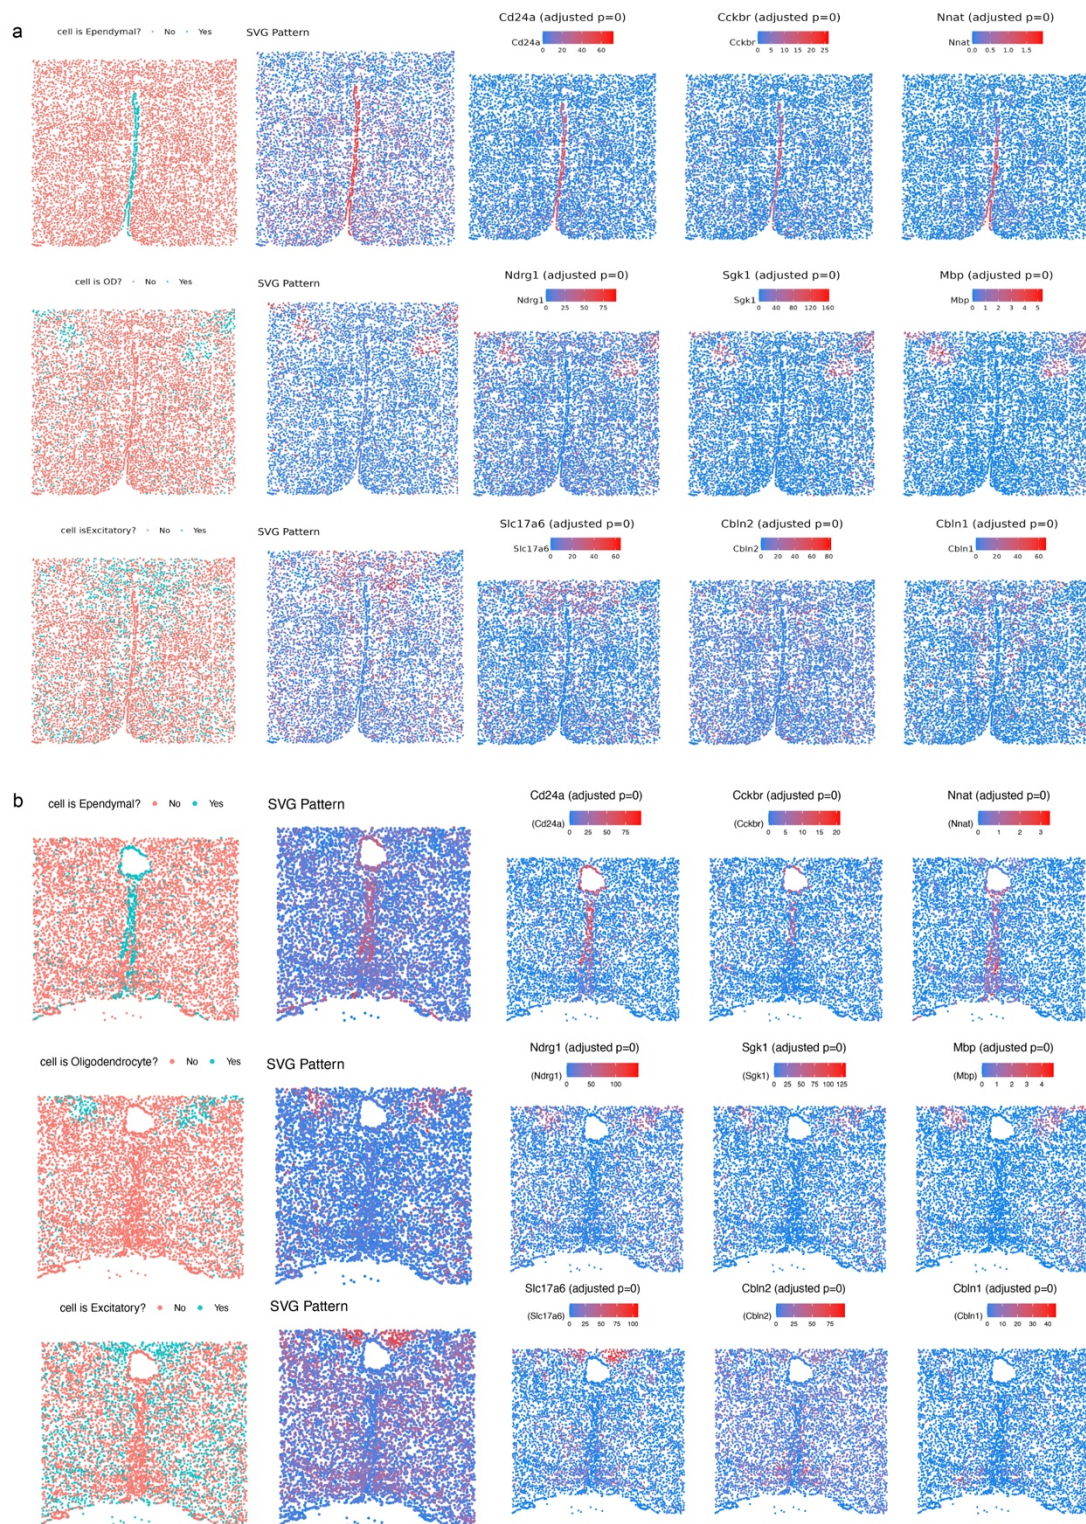 a
cell is Ependymal? No Yes
SVG Pattern
Cd24a (adjusted p=0)
Cd24a
0 20 40 60
Cckbr (adjusted p=0)
Cckbr
0 5 10 15 20 25
Nnat (adjusted p=0)
Nnat
0.0 0.5 1.0 1.5
cell is OD? No Yes
SVG Pattern
Ndrg1 (adjusted p=0)
Ndrg1
0 25 50 75
Sgk1 (adjusted p=0)
Sgk1
0 40 80 120 160
Mbp (adjusted p=0)
Mbp
0 1 2 3 4 5
cell isExcitatory? No Yes
SVG Pattern
Slc17a6 (adjusted p=0)
Slc17a6
0 20 40 60
Cbln2 (adjusted p=0)
Cbln2
0 20 40 60 80
Cbln1 (adjusted p=0)
Cbln1
0 20 40 60
b
cell is Ependymal? No Yes
SVG Pattern
Cd24a (adjusted p=0)
(Cd24a)
0 25 50 75
Cckbr (adjusted p=0)
(Cckbr)
0 5 10 15 20
Nnat (adjusted p=0)
(Nnat)
0 1 2 3
cell is Oligodendrocyte? No Yes
SVG Pattern
Ndrg1 (adjusted p=0)
(Ndrg1)
0 50 100
Sgk1 (adjusted p=0)
(Sgk1)
0 25 50 75 100 125
Mbp (adjusted p=0)
(Mbp)
0 1 2 3 4
cell is Excitatory? No Yes
SVG Pattern
Slc17a6 (adjusted p=0)
(Slc17a6)
0 25 50 75 100
Cbln2 (adjusted p=0)
(Cbln2)
0 25 50 75
Cbln1 (adjusted p=0)
(Cbln1)
0 10 20 30 40